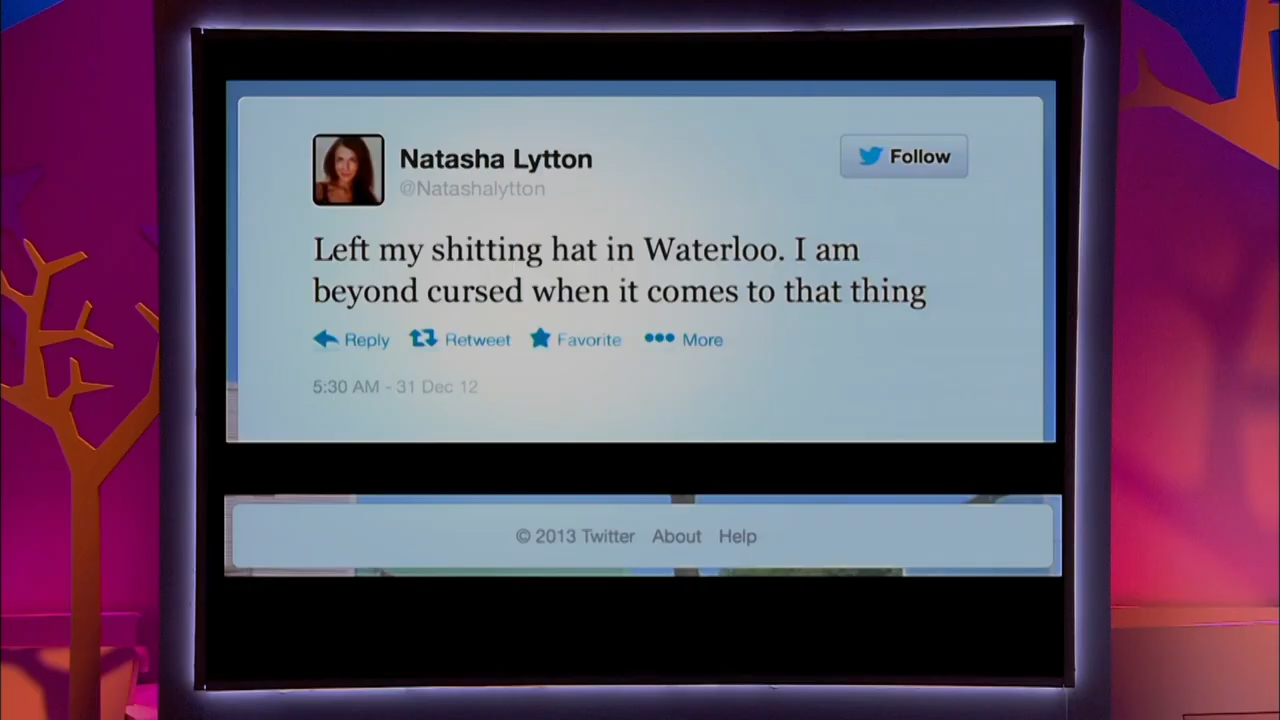 Natasha Lytton
@Natashalytton
Follow
Left my shitting hat in Waterloo. I am
beyond cursed when it comes to that thing
Reply Retweet Favorite More
5:30 AM - 31 Dec 12
© 2013 Twitter About Help